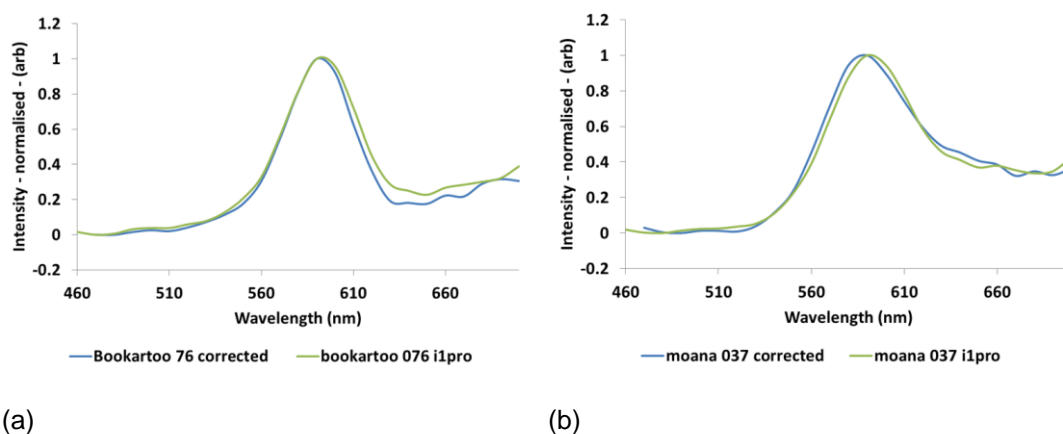 1.2
1
0.8
0.6
0.4
0.2
0
-0.2
460 510 560 610 660
Intensity - normalised - (arb)
Wavelength (nm)
Bookartoo 76 corrected bookartoo 076 i1pro
(a)
1.2
1
0.8
0.6
0.4
0.2
0
-0.2
460 510 560 610 660
Intensity - normalised - (arb)
Wavelength (nm)
moana 037 corrected moana 037 i1pro
(b)